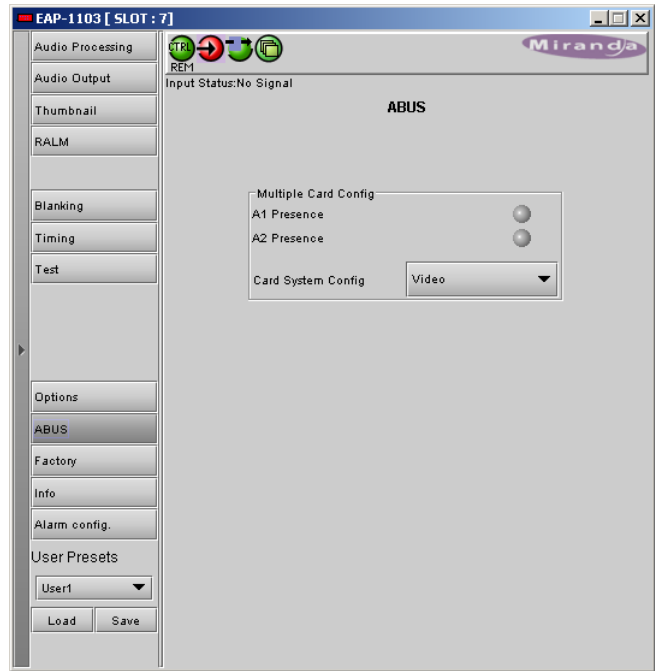 EAP-1103 [ SLOT : 7]
Audio Processing
Audio Output
Thumbnail
RALM
Blanking
Timing
Test
Options
ABUS
Factory
Info
Alarm config.
User Presets
User1
Load Save
CTRL
REM
Miranda
Input Status:No Signal
ABUS
Multiple Card Config
A1 Presence
A2 Presence
Card System Config Video